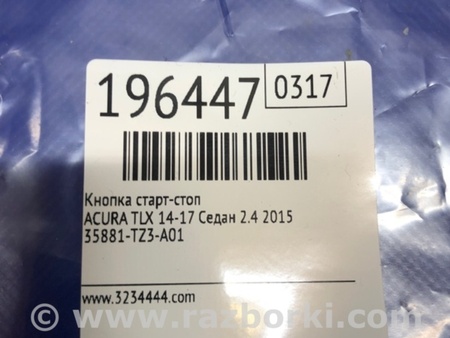 196447 0317
Кнопка старт-стоп
ACURA TLX 14-17 Седан 2.4 2015
35881-TZ3-A01
www.3234444.com
© www.razborki.com